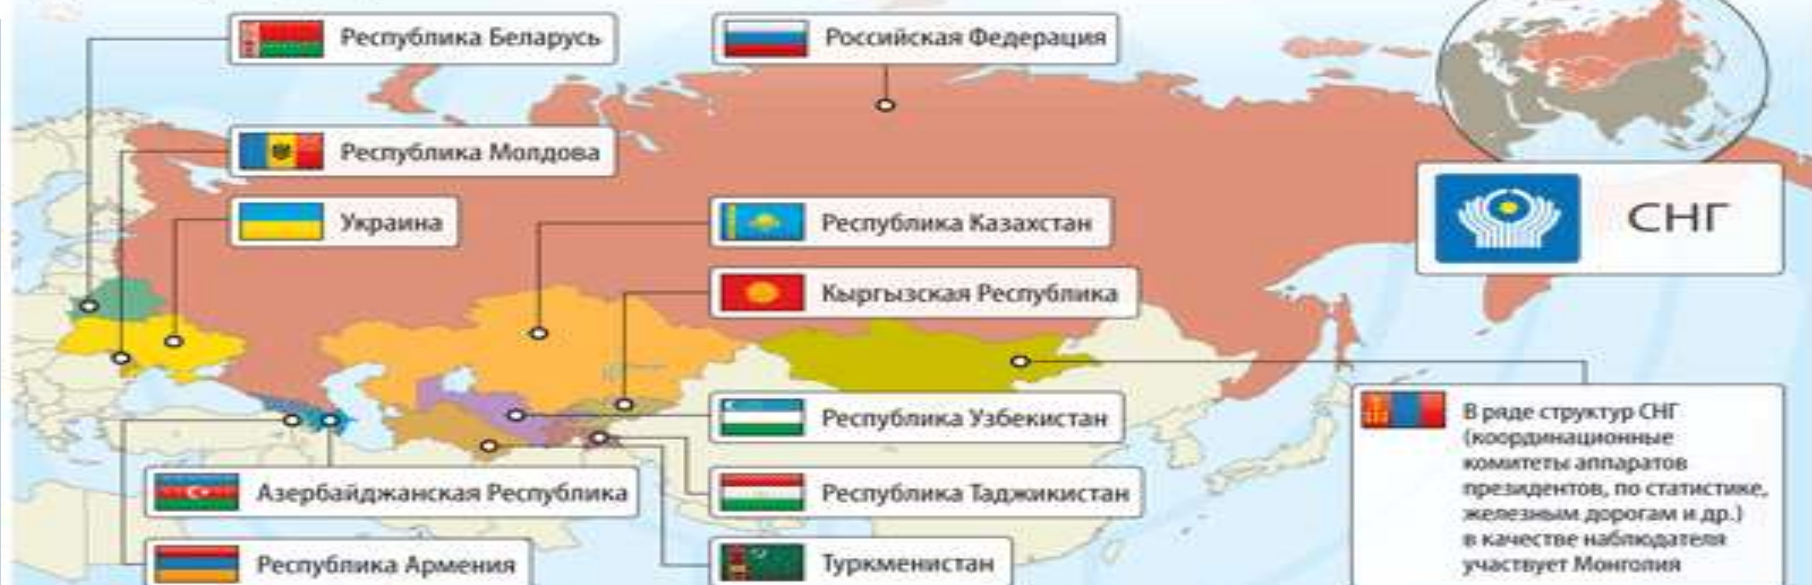 Республика Беларусь
Российская Федерация
Республика Молдова
Украина
Республика Казахстан
СНГ
Кыргызская Республика
Республика Узбекистан
Азербайджанская Республика
Республика Таджикистан
Республика Армения
Туркменистан
В ряде структур СНГ
(координационные
комитеты аппаратов
президентов, по статистике,
железным дорогам и др.)
в качестве наблюдателя
участвует Монголия